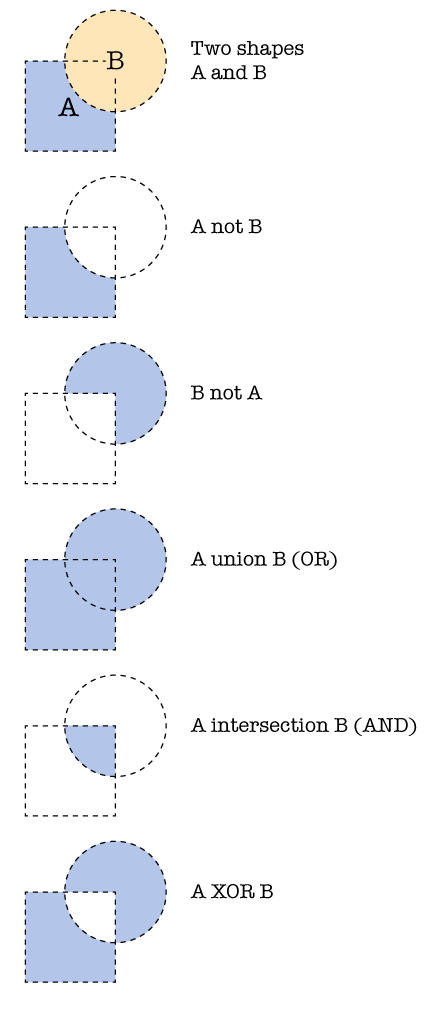 B
A
Two shapes
A and B
A not B
B not A
A union B (OR)
A intersection B (AND)
A XOR B